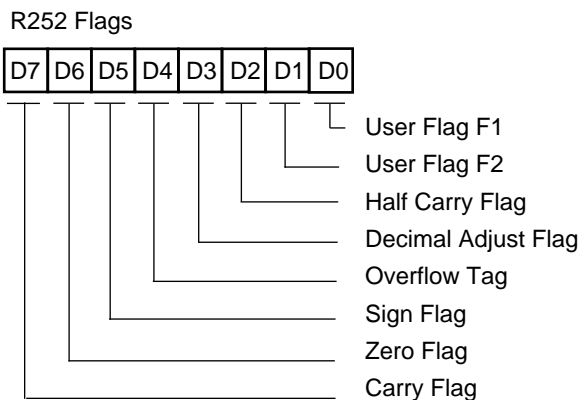 R252 Flags
D7 D6 D5 D4 D3 D2 D1 D0
User Flag F1
User Flag F2
Half Carry Flag
Decimal Adjust Flag
Overflow Tag
Sign Flag
Zero Flag
Carry Flag